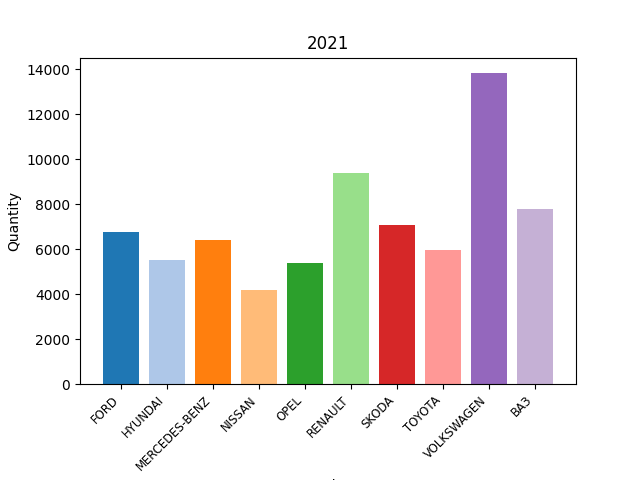 2021
Quantity
14000
12000
10000
8000
6000
4000
2000
0
FORD
HYUNDAI
MERCEDES-BENZ
NISSAN
OPEL
RENAULT
SKODA
TOYOTA
VOLKSWAGEN
ВАЗ